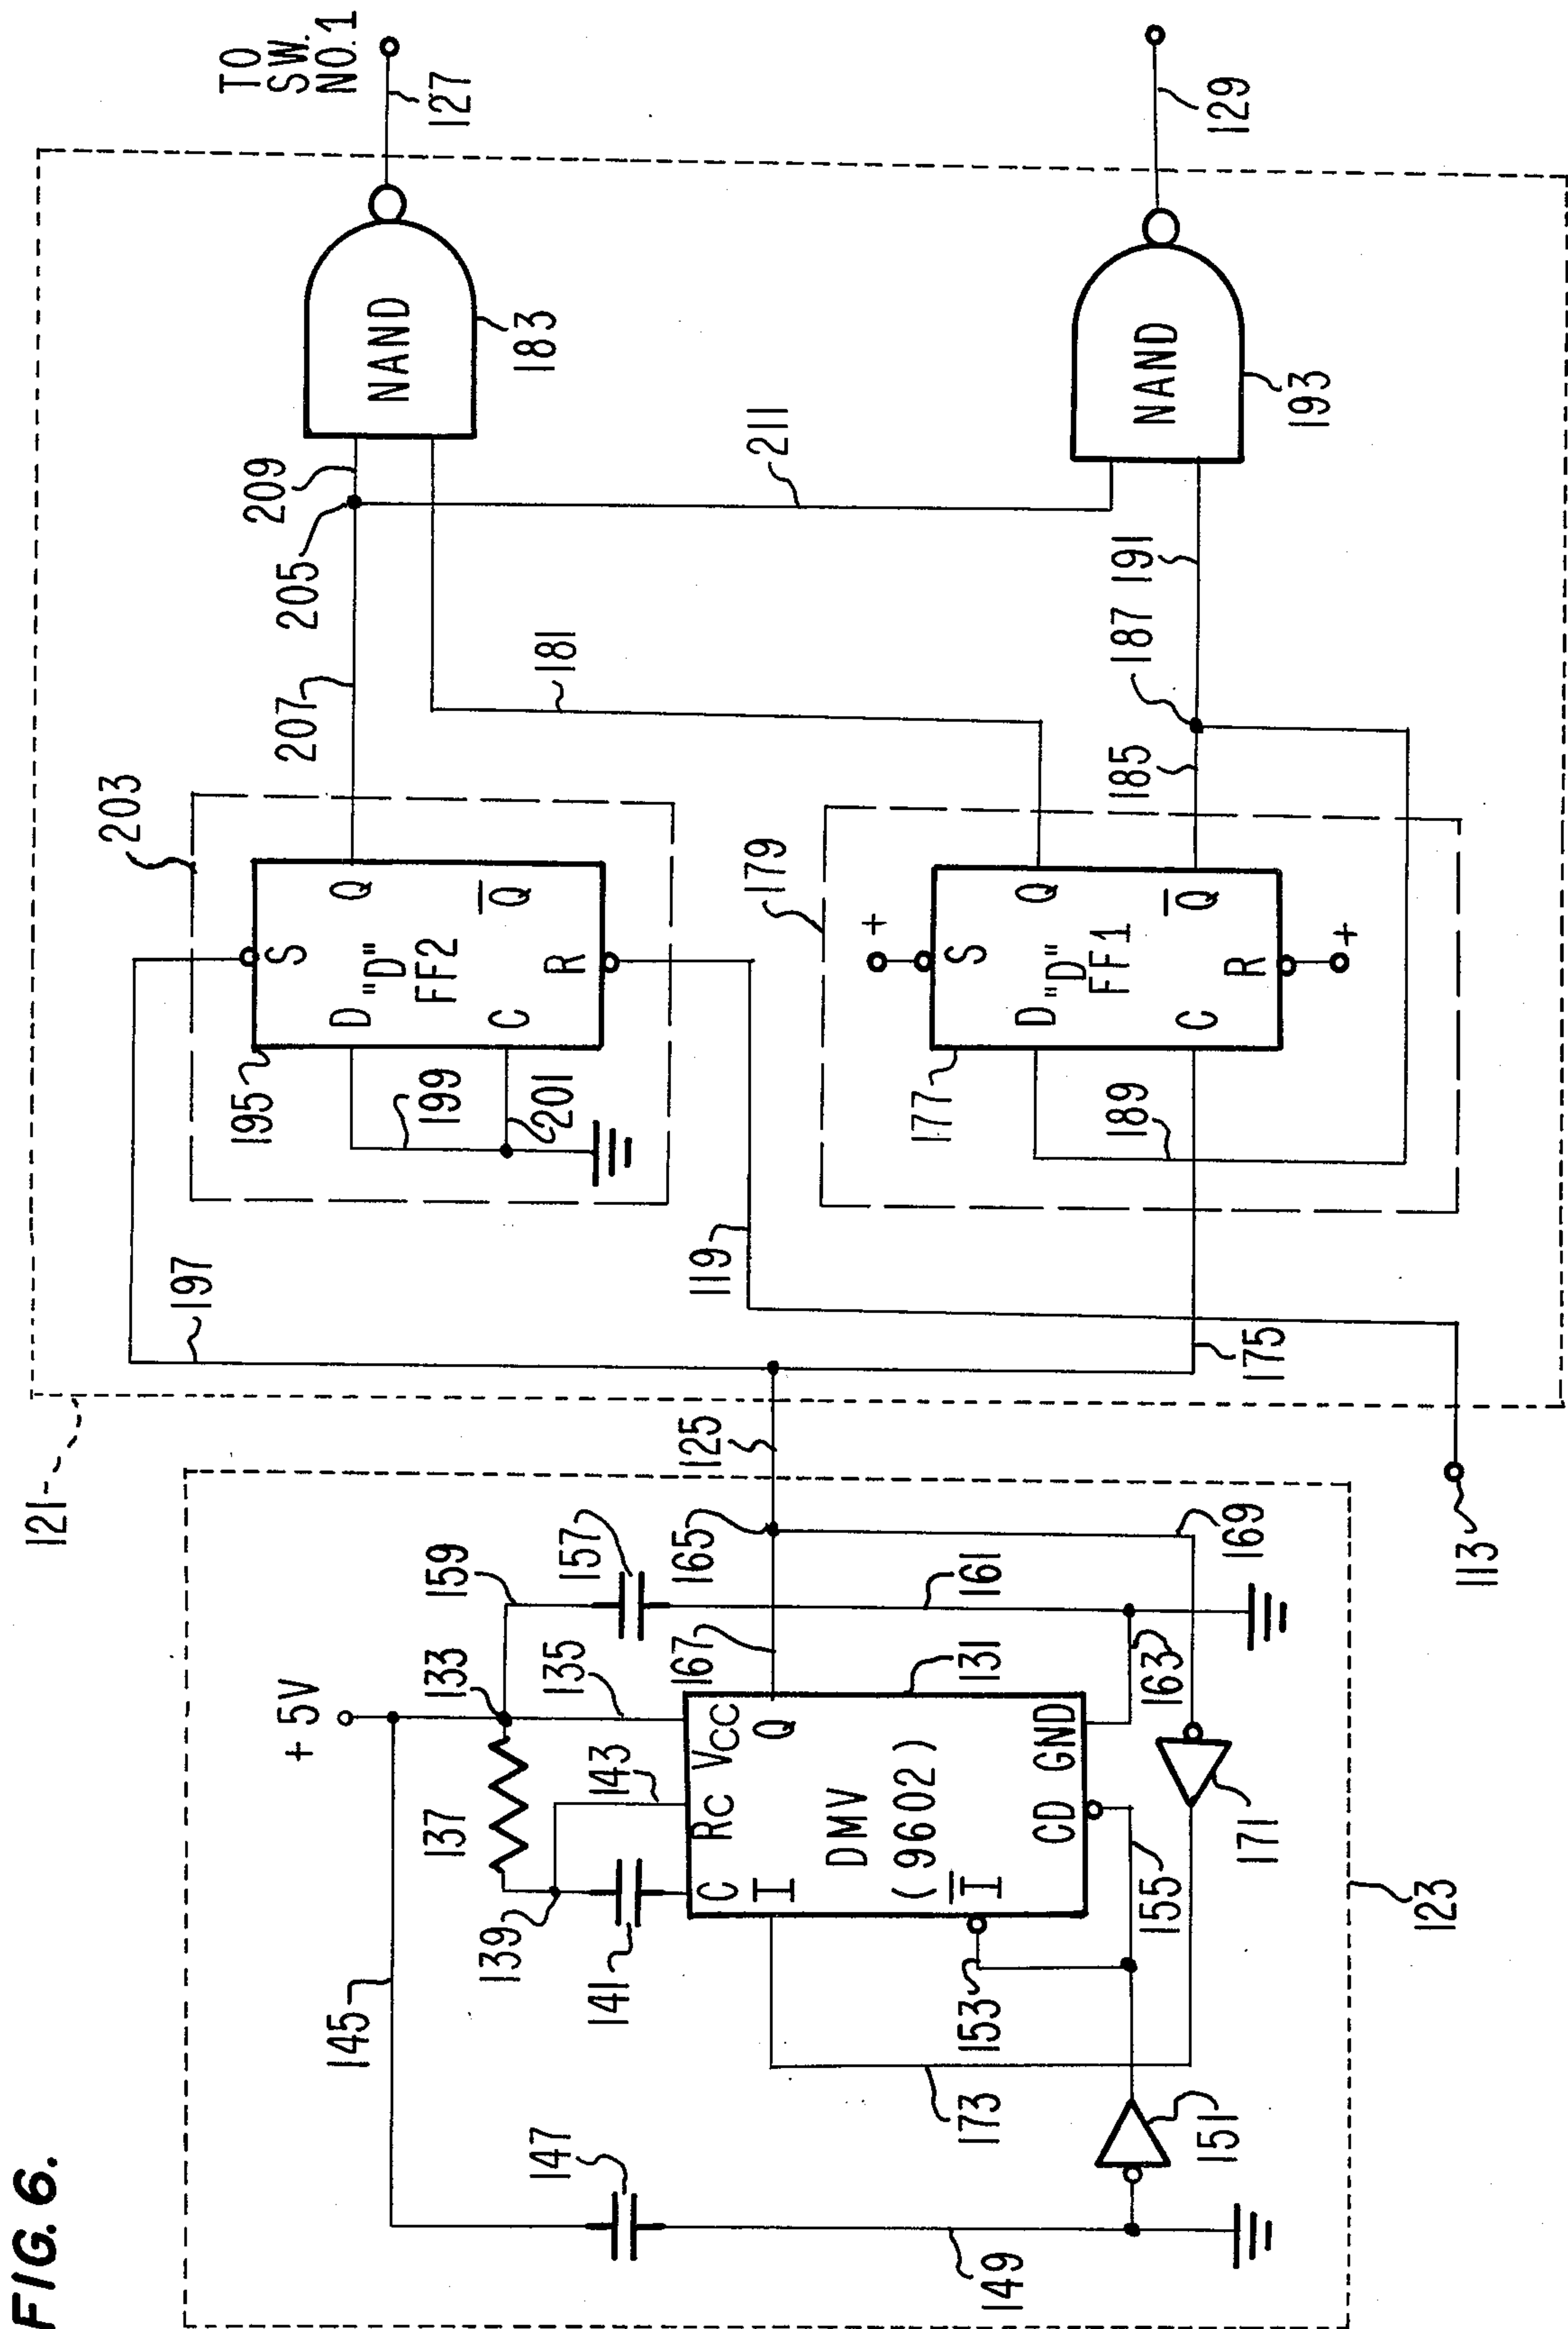 FIG. 6.
121
TO
SW.
NO. 1
127
129
NAND
183
NAND
193
209
205
211
207
181
191
187
185
203
195
S
D
"D"
FF2
Q
Q̅
C
R
199
201
179
177
+
S
D
"D"
FF1
Q
Q̅
C
R
+
189
197
119
175
125
113
+5V
145
133
135
159
157
137
143
139
141
147
149
165
167
161
169
131
163
C
RC
VCC
I
Q
DMV
(9602)
I̅
CD
GND
153
155
171
173
151
123